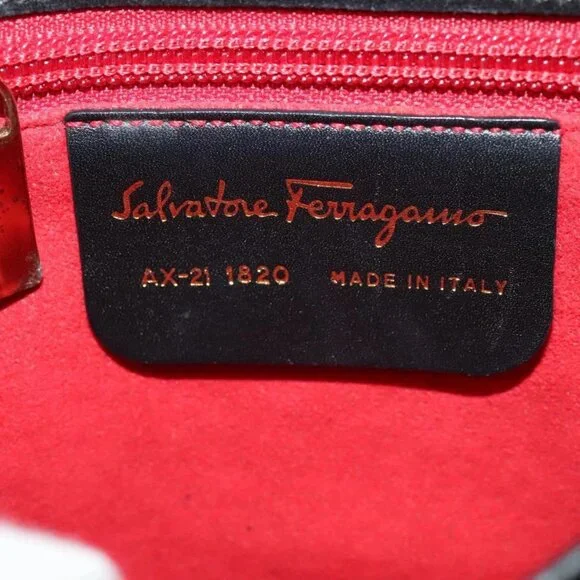 Salvatore Ferragamo
AX-21 1820 MADE IN ITALY